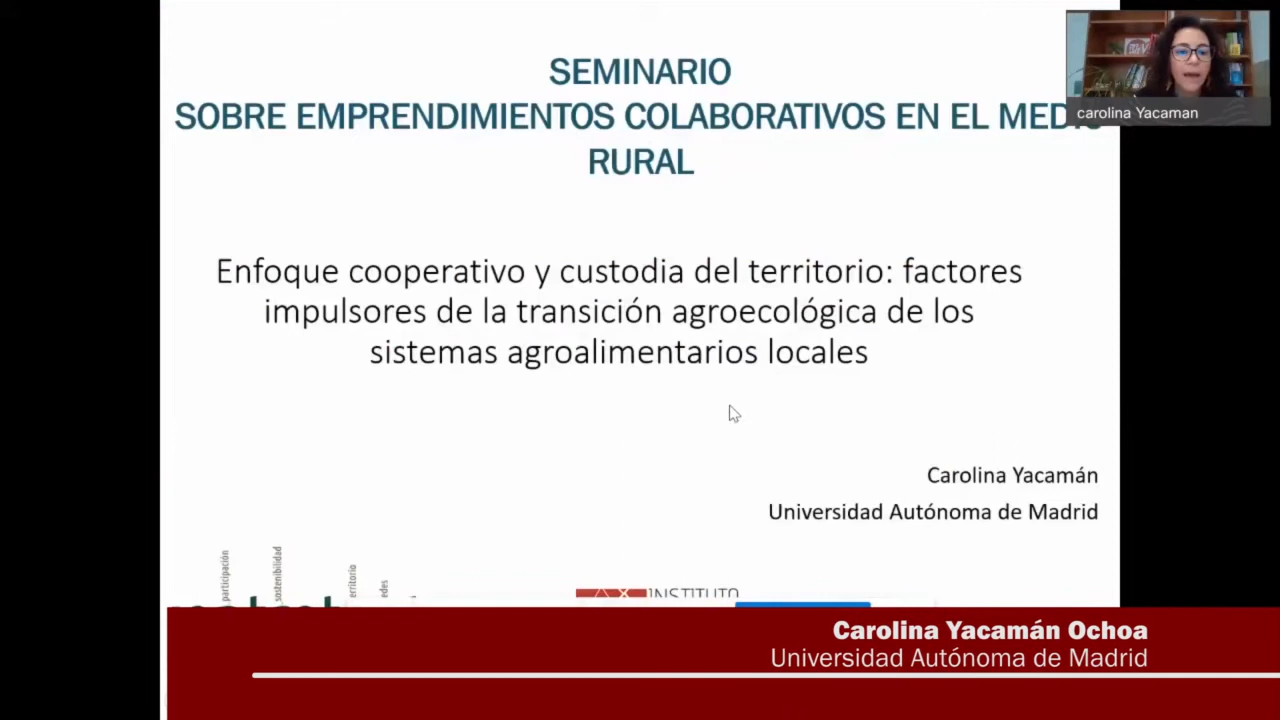 SEMINARIO
SOBRE EMPRENDIMIENTOS COLABORATIVOS EN EL MEDIO
RURAL
carolina Yacaman
Enfoque cooperativo y custodia del territorio: factores
impulsores de la transición agroecológica de los
sistemas agroalimentarios locales
Carolina Yacamán
Universidad Autónoma de Madrid
participación
sostenibilidad
INSTITUTO
Carolina Yacamán Ochoa
Universidad Autónoma de Madrid